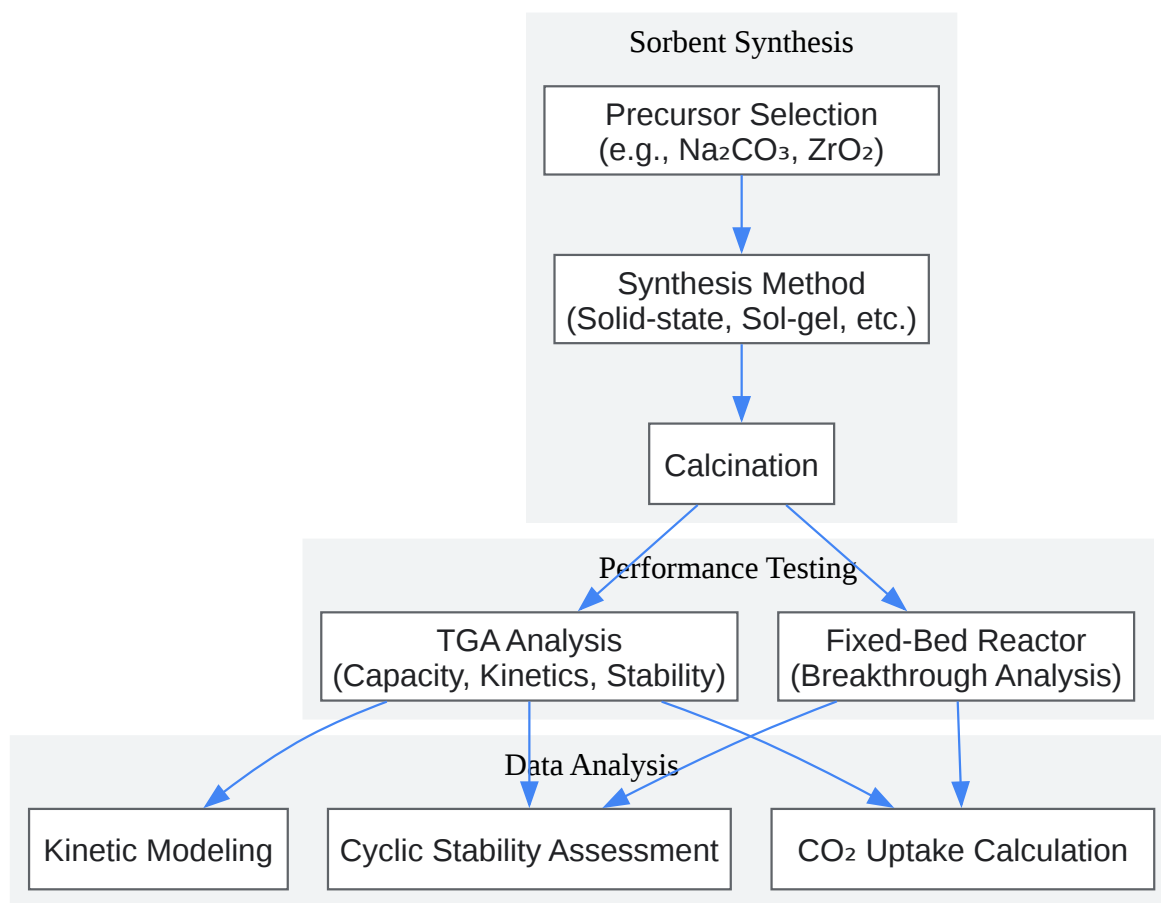 Sorbent Synthesis
Precursor Selection
(e.g., Na₂CO₃, ZrO₂)
Synthesis Method
(Solid-state, Sol-gel, etc.)
Calcination
Performance Testing
TGA Analysis
(Capacity, Kinetics, Stability)
Fixed-Bed Reactor
(Breakthrough Analysis)
Data Analysis
Kinetic Modeling
Cyclic Stability Assessment
CO₂ Uptake Calculation